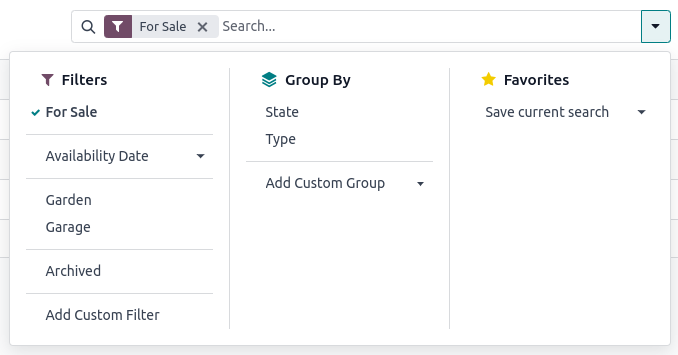 For Sale
Search...
Filters
For Sale
Availability Date
Garden
Garage
Archived
Add Custom Filter
Group By
State
Type
Add Custom Group
Favorites
Save current search